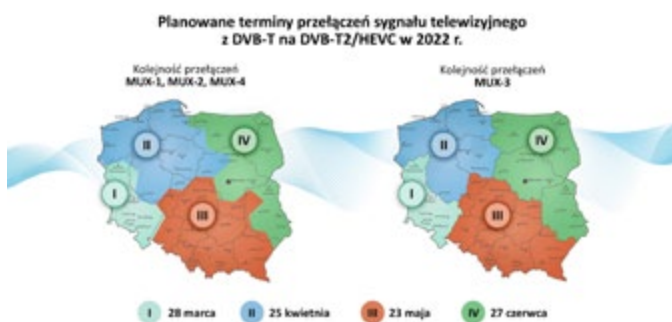 Planowane terminy przełączeń sygnału telewizyjnego
z DVB-T na DVB-T2/HEVC w 2022 r.
Kolejność przełączeń
MUX-1, MUX-2, MUX-4
Kolejność przełączeń
MUX-3
II
IV
I
III
II
IV
I
III
I 28 marca
II 25 kwietnia
III 23 maja
IV 27 czerwca